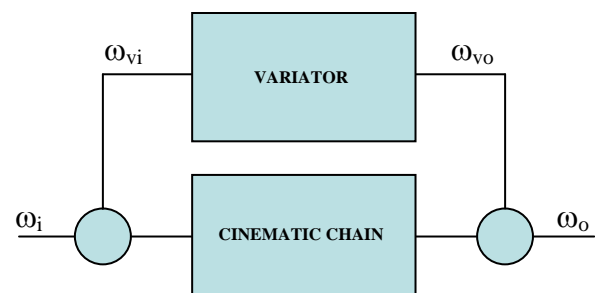 ωvi
VARIATOR
ωvo
ωi
CINEMATIC CHAIN
ωo